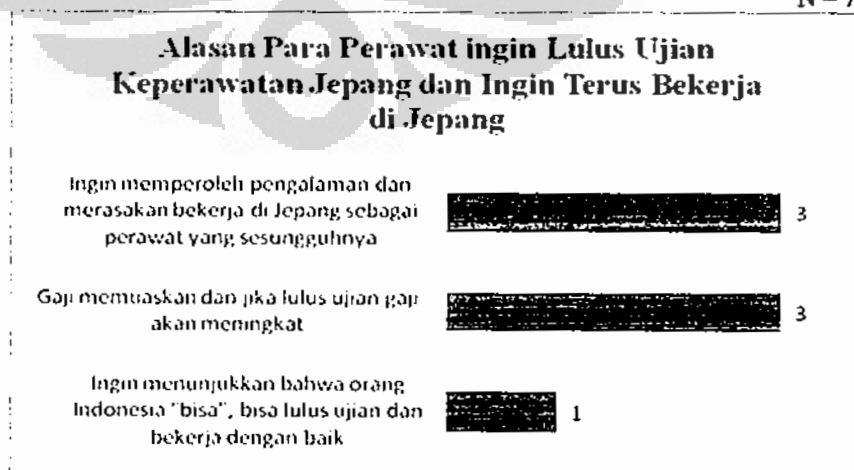 N = 7
Alasan Para Perawat ingin Lulus Ujian
Keperawatan Jepang dan Ingin Terus Bekerja
di Jepang
Ingin memperoleh pengalaman dan
merasakan bekerja di Jepang sebagai
perawat yang sesungguhnya
3
Gaji memuaskan dan jika lulus ujian gaji
akan meningkat
3
Ingin menunjukkan bahwa orang
Indonesia "bisa", bisa lulus ujian dan
bekerja dengan baik
1